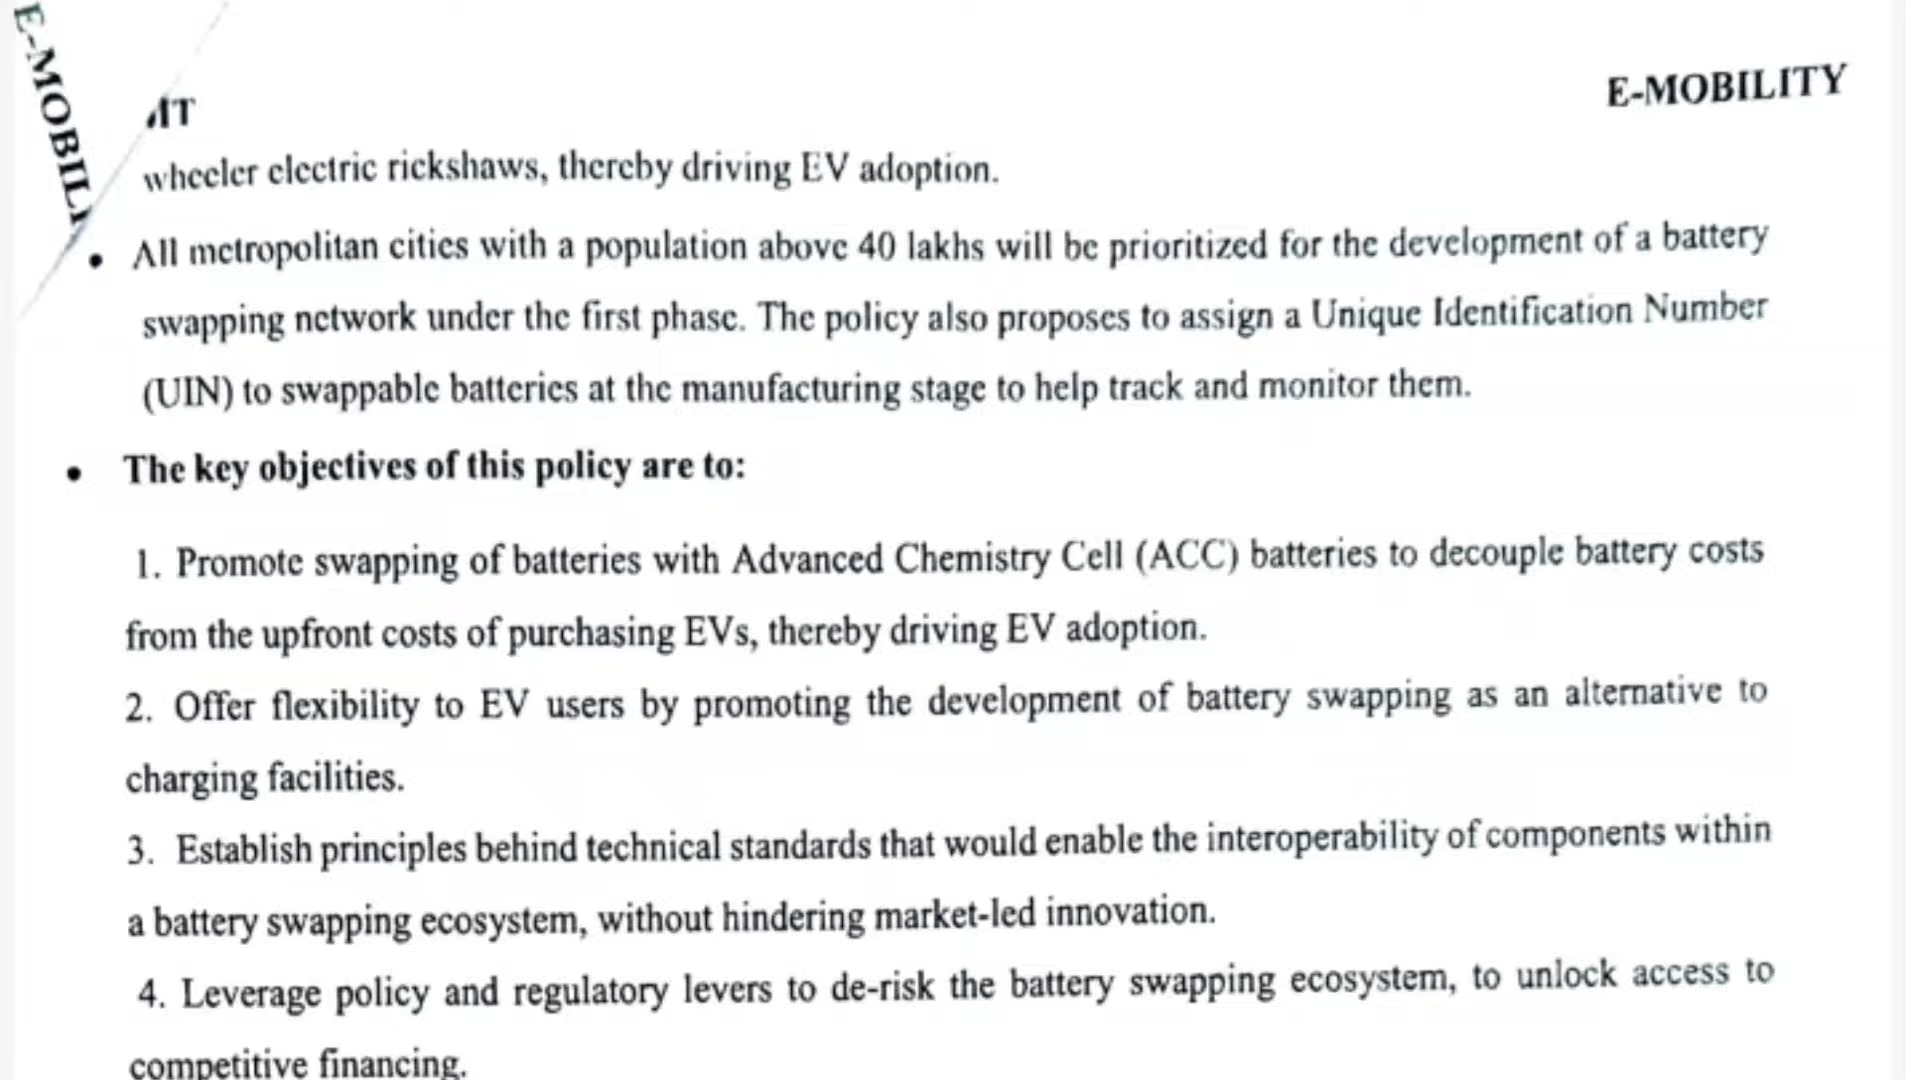 E-MOBILITY
wheeler electric rickshaws, thereby driving EV adoption.
• All metropolitan cities with a population above 40 lakhs will be prioritized for the development of a battery
swapping network under the first phase. The policy also proposes to assign a Unique Identification Number
(UIN) to swappable batteries at the manufacturing stage to help track and monitor them.
• The key objectives of this policy are to:
1. Promote swapping of batteries with Advanced Chemistry Cell (ACC) batteries to decouple battery costs
from the upfront costs of purchasing EVs, thereby driving EV adoption.
2. Offer flexibility to EV users by promoting the development of battery swapping as an alternative to
charging facilities.
3. Establish principles behind technical standards that would enable the interoperability of components within
a battery swapping ecosystem, without hindering market-led innovation.
4. Leverage policy and regulatory levers to de-risk the battery swapping ecosystem, to unlock access to
competitive financing.